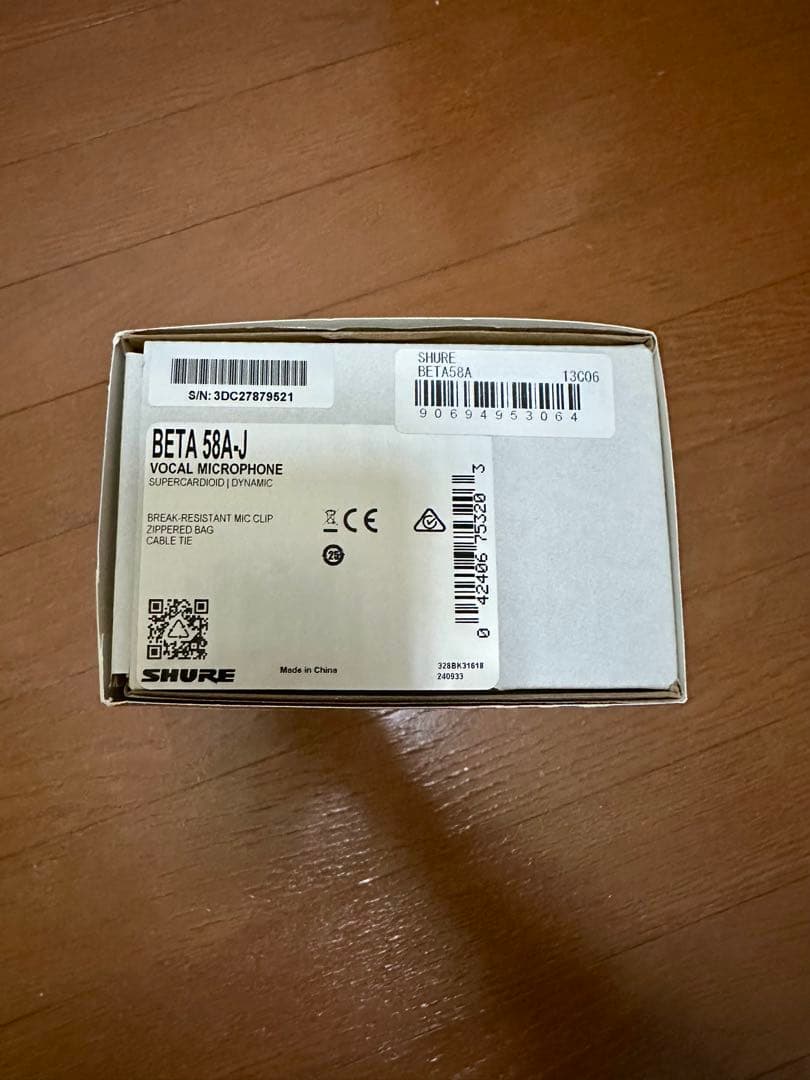 S/N: 3DC27879521
SHURE
BETA58A 13C06
90694953064
BETA 58A-J
VOCAL MICROPHONE
SUPERCARDIOID | DYNAMIC
BREAK-RESISTANT MIC CLIP
ZIPPERED BAG
CABLE TIE
CE
25
0 42406 75320 3
SHURE
Made in China
328BK31618
240933